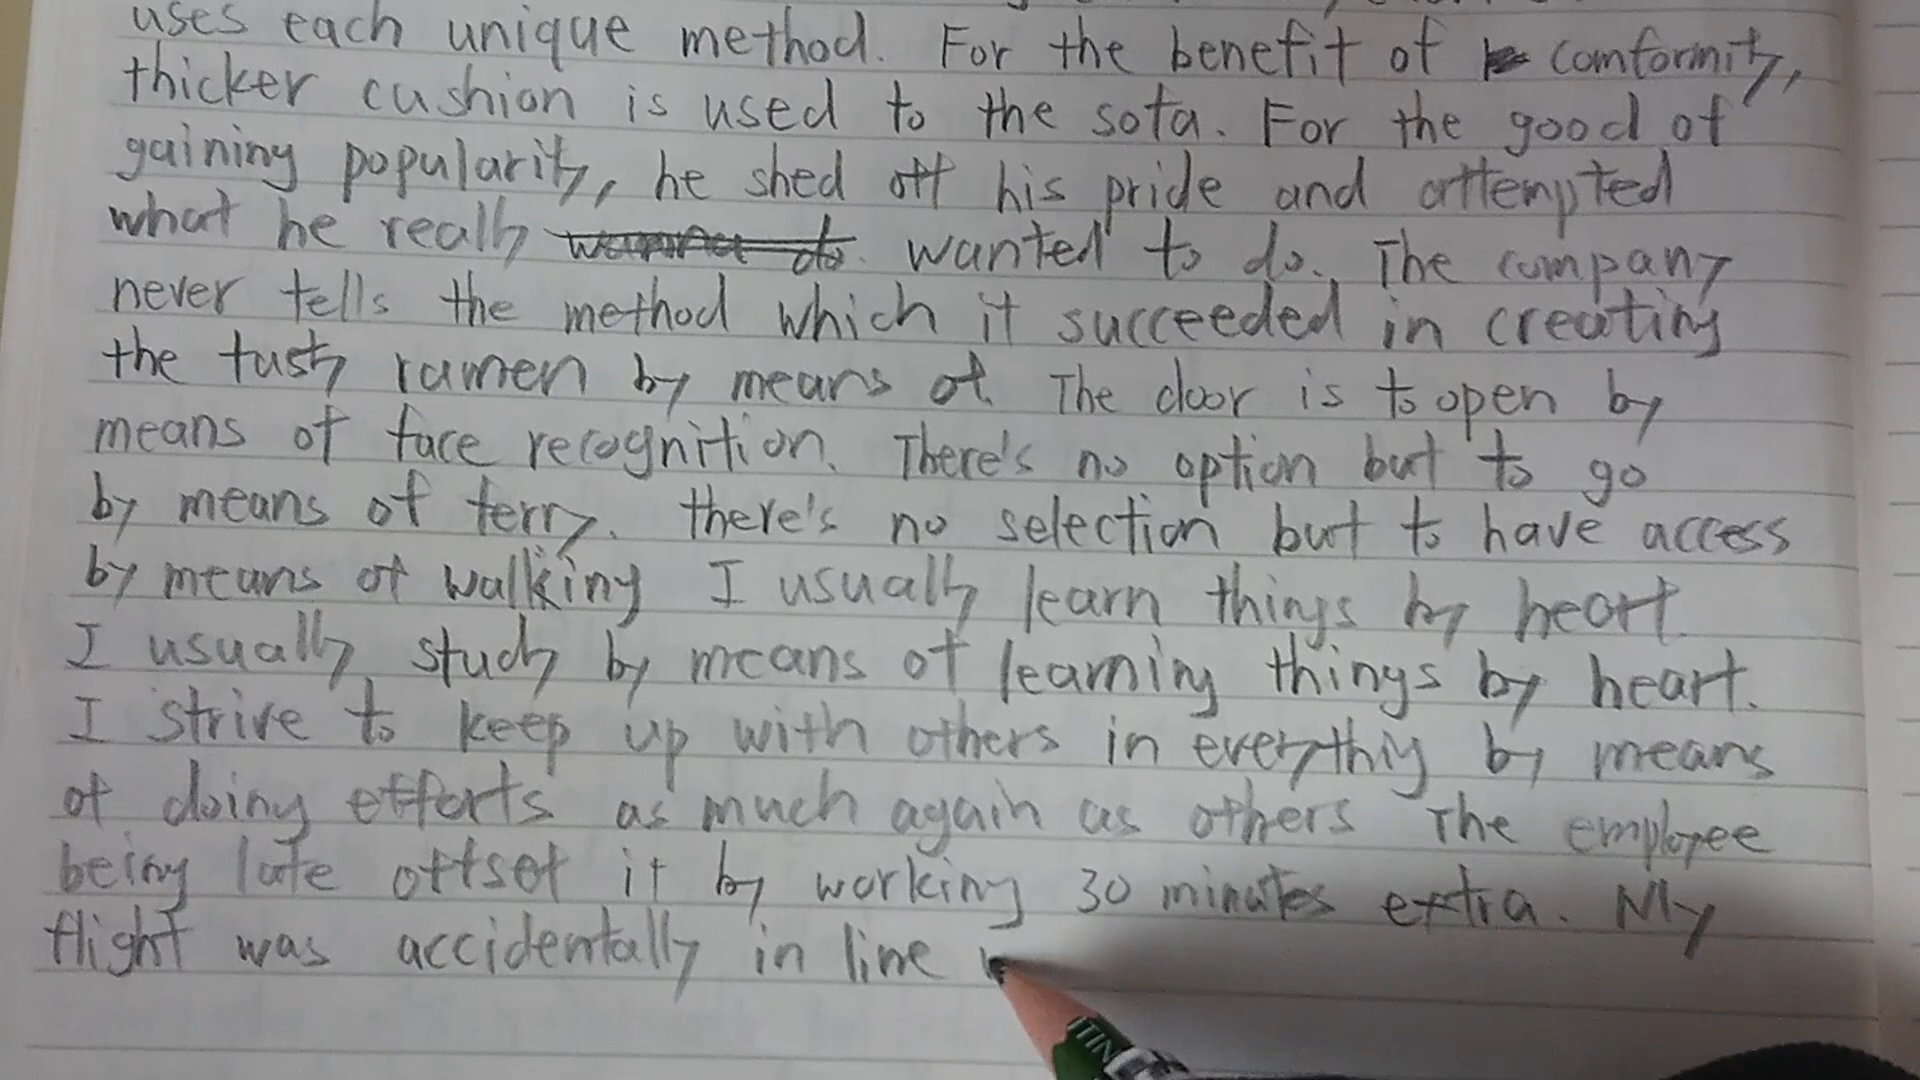 uses each unique method. For the benefit of comformity,
thicker cushion is used to the sofa. For the good of
gaining popularity, he shed off his pride and attempted
what he really wanted to do. The company
never tells the method which it succeeded in creating
the tasty ramen by means of. The door is to open by
means of face recognition. There's no option but to go
by means of ferry. there's no selection but to have access
by means of walking I usually learn things by heart.
I usually study by means of learning things by heart.
I strive to keep up with others in everythig by means
of doing efforts as much again as others The employee
being late offset it by working 30 minutes extra. My
flight was accidentally in line